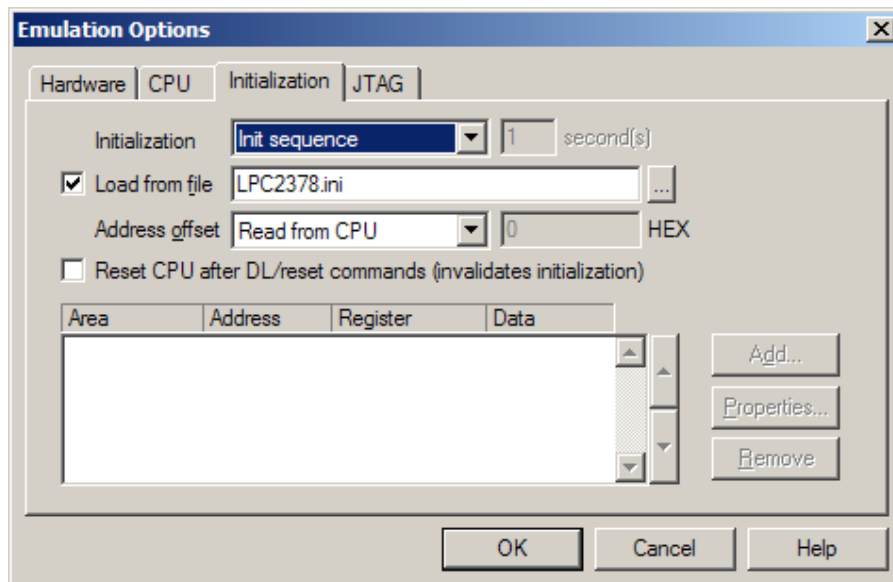 Emulation Options
Hardware CPU Initialization JTAG
Initialization Init sequence 1 second(s)
Load from file LPC2378.ini ...
Address offset Read from CPU 0 HEX
Reset CPU after DL/reset commands (invalidates initialization)
Area Address Register Data
Add...
Properties...
Remove
OK Cancel Help